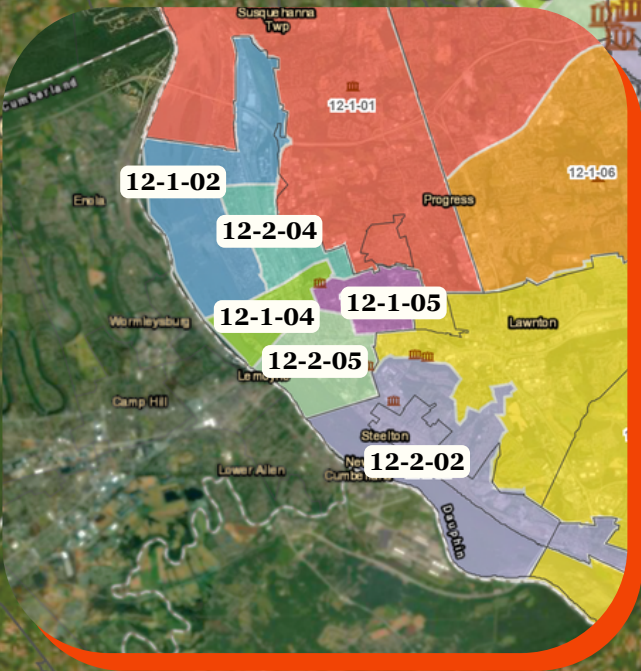 Susquehanna
Twp
Cumberland
12-1-01
12-1-02
12-1-06
Enola
Progress
12-2-04
12-1-05
12-1-04
Wormleysburg
Lawnton
12-2-05
Lemoyne
Camp Hill
Steelton
New
Cumberland
12-2-02
Lower Allen
Dauphin